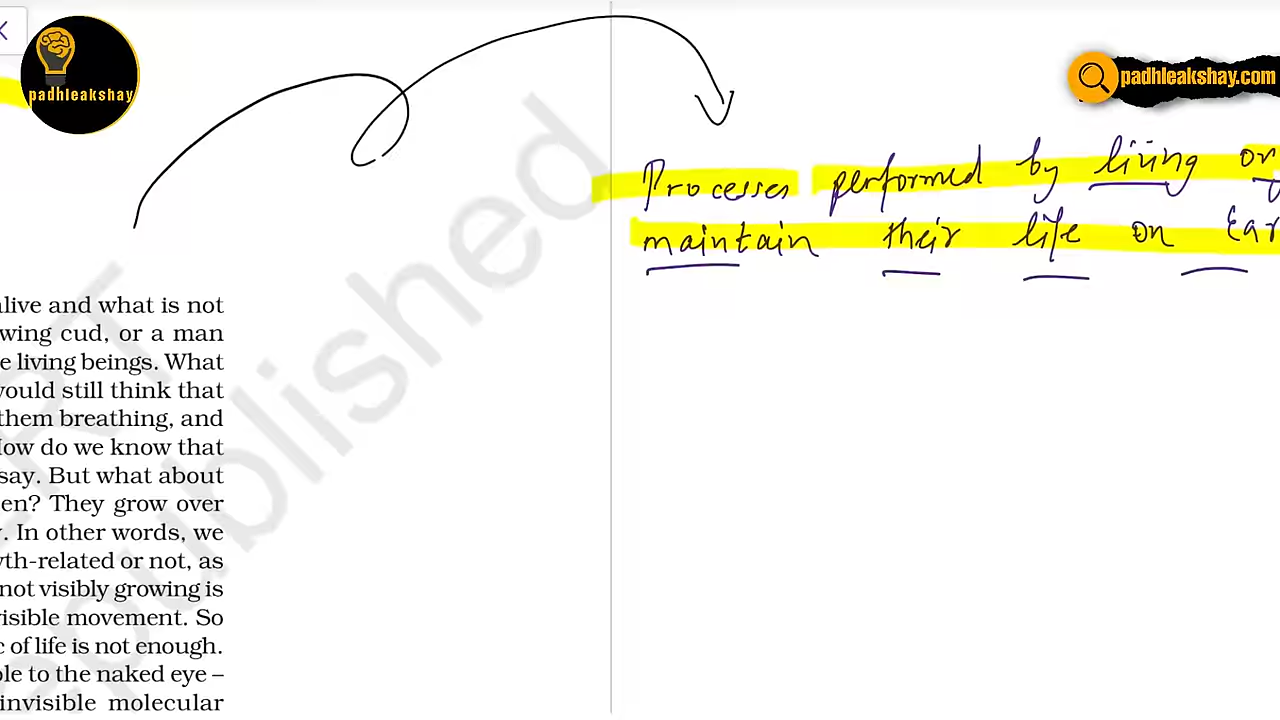 padhleakshay
padhleakshay.com
Processes performed by living or
maintain their life on Ear
alive and what is not
wing cud, or a man
e living beings. What
would still think that
them breathing, and
How do we know that
say. But what about
en? They grow over
. In other words, we
th-related or not, as
not visibly growing is
visible movement. So
c of life is not enough.
ble to the naked eye –
invisible molecular
published